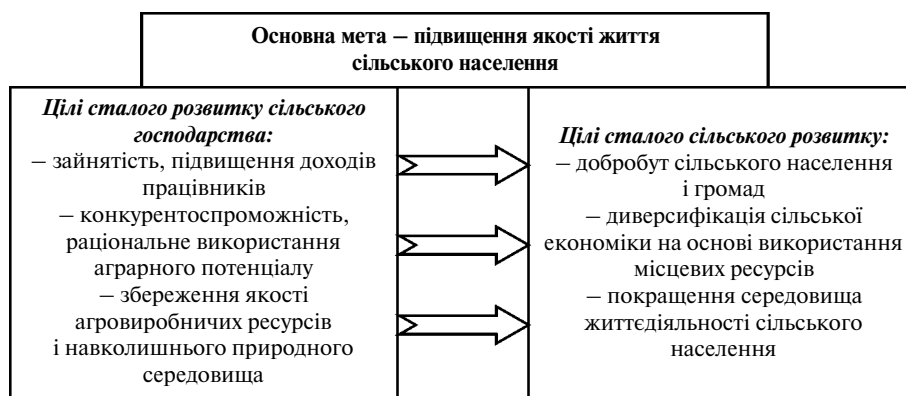 Основна мета – підвищення якості життя
сільського населення
Цілі сталого розвитку сільського
господарства:
– зайнятість, підвищення доходів
працівників
– конкурентоспроможність,
раціональне використання
аграрного потенціалу
– збереження якості
агровиробничих ресурсів
і навколишнього природного
середовища
Цілі сталого сільського розвитку:
– добробут сільського населення
і громад
– диверсифікація сільської
економіки на основі використання
місцевих ресурсів
– покращення середовища
життєдіяльності сільського
населення